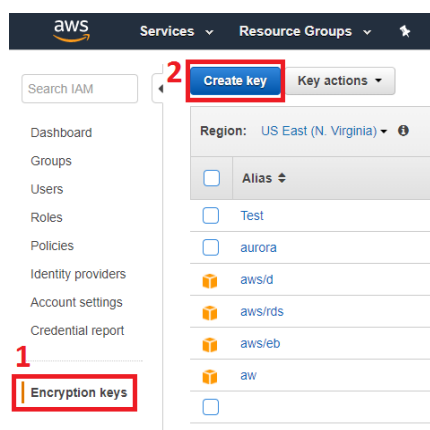 aws Services Resource Groups
Search IAM
2
Create key Key actions
Dashboard
Groups
Users
Roles
Policies
Identity providers
Account settings
Credential report
1
Encryption keys
Region: US East (N. Virginia)
Alias
Test
aurora
aws/d
aws/rds
aws/eb
aw